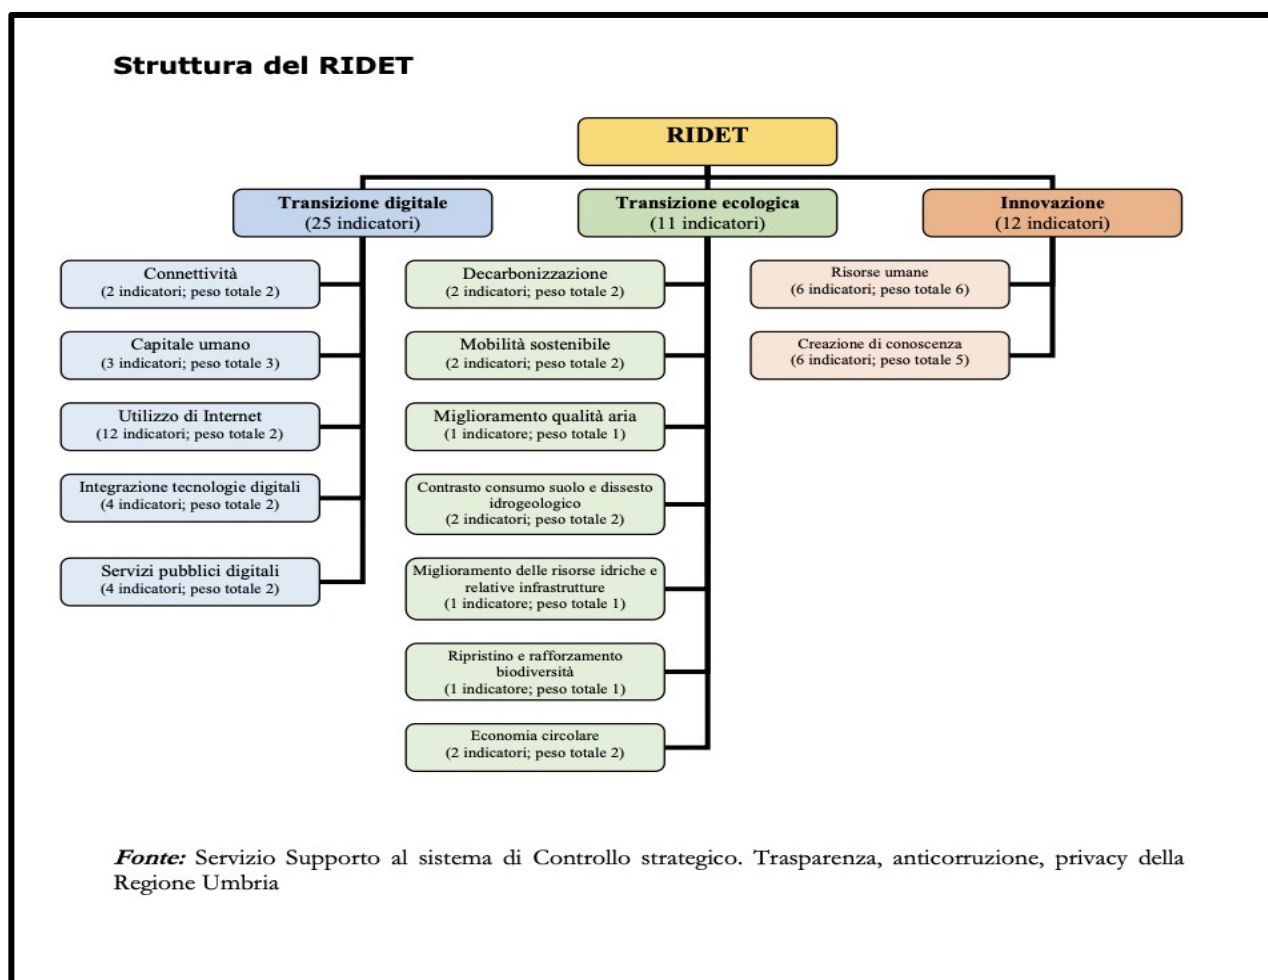 Struttura del RIDET
RIDET
Transizione digitale
(25 indicatori)
Transizione ecologica
(11 indicatori)
Innovazione
(12 indicatori)
Connettività
(2 indicatori; peso totale 2)
Capitale umano
(3 indicatori; peso totale 3)
Utilizzo di Internet
(12 indicatori; peso totale 2)
Integrazione tecnologie digitali
(4 indicatori; peso totale 2)
Servizi pubblici digitali
(4 indicatori; peso totale 2)
Decarbonizzazione
(2 indicatori; peso totale 2)
Mobilità sostenibile
(2 indicatori; peso totale 2)
Miglioramento qualità aria
(1 indicatore; peso totale 1)
Contrasto consumo suolo e dissesto
idrogeologico
(2 indicatori; peso totale 2)
Miglioramento delle risorse idriche e
relative infrastrutture
(1 indicatore; peso totale 1)
Ripristino e rafforzamento
biodiversità
(1 indicatore; peso totale 1)
Economia circolare
(2 indicatori; peso totale 2)
Risorse umane
(6 indicatori; peso totale 6)
Creazione di conoscenza
(6 indicatori; peso totale 5)
Fonte: Servizio Supporto al sistema di Controllo strategico. Trasparenza, anticorruzione, privacy della
Regione Umbria